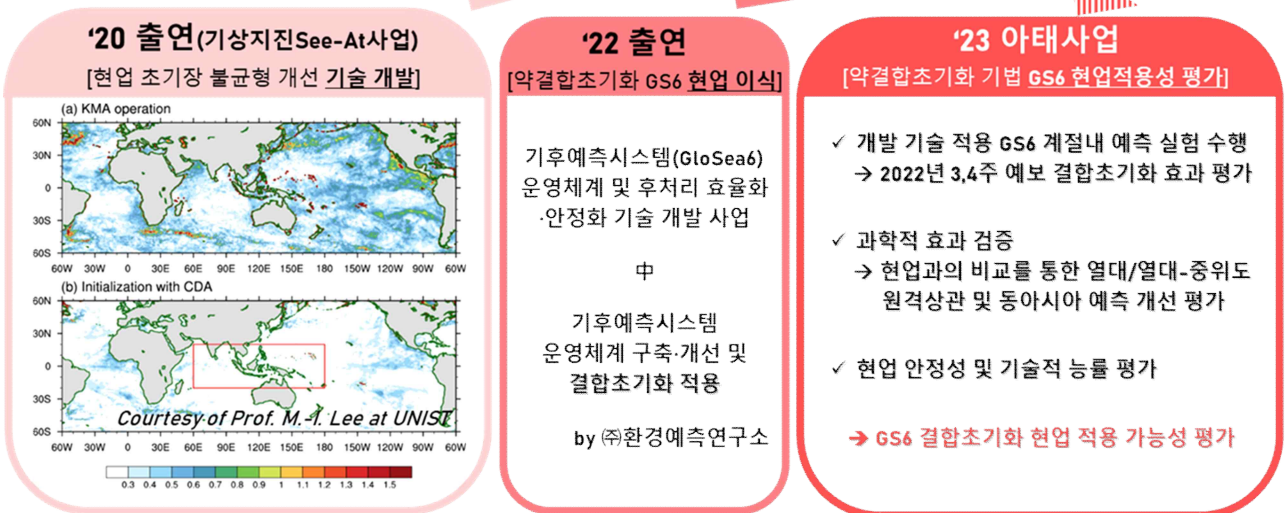 ‘20 출연(기상지진See-At사업)
[현업 초기장 불균형 개선 기술 개발]
(a) KMA operation
60N
30N
0
30S
60S
60W 30W 0 30E 60E 90E 120E 150E 180 150W 120W 90W 60W
(b) Initialization with CDA
60N
30N
0
30S
60S
Courtesy of Prof. M.-I. Lee at UNIST
60W 30W 0 30E 60E 90E 120E 150E 180 150W 120W 90W 60W
0.3 0.4 0.5 0.6 0.7 0.8 0.9 1 1.1 1.2 1.3 1.4 1.5
‘22 출연
[약결합초기화 GS6 현업 이식]
기후예측시스템(GloSea6)
운영체계 및 후처리 효율화
·안정화 기술 개발 사업
中
기후예측시스템
운영체계 구축·개선 및
결합초기화 적용
by ㈜환경예측연구소
‘23 아태사업
[약결합초기화 기법 GS6 현업적용성 평가]
✓ 개발 기술 적용 GS6 계절내 예측 실험 수행
→ 2022년 3,4주 예보 결합초기화 효과 평가
✓ 과학적 효과 검증
→ 현업과의 비교를 통한 열대/열대-중위도
원격상관 및 동아시아 예측 개선 평가
✓ 현업 안정성 및 기술적 능률 평가
→ GS6 결합초기화 현업 적용 가능성 평가